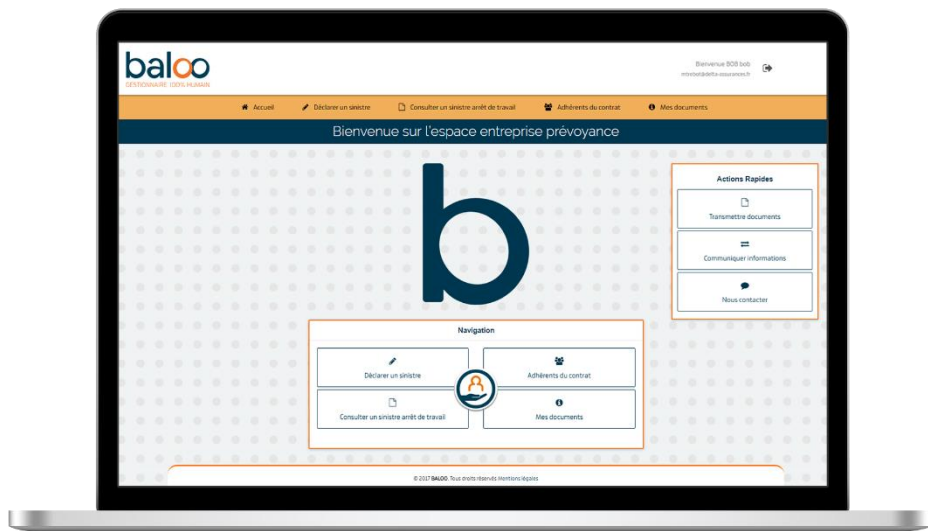 baloo
GESTIONNAIRE 100% HUMAIN
Bienvenue BOB bob
Accueil
Déclarer un sinistre
Consulter un sinistre arrêt de travail
Adhérents du contrat
Mes documents
Bienvenue sur l'espace entreprise prévoyance
b
Actions Rapides
Transmettre documents
Communiquer informations
Nous contacter
Navigation
Déclarer un sinistre
Adhérents du contrat
Consulter un sinistre arrêt de travail
Mes documents
© 2017 BALOO. Tous droits réservés Mentions légales